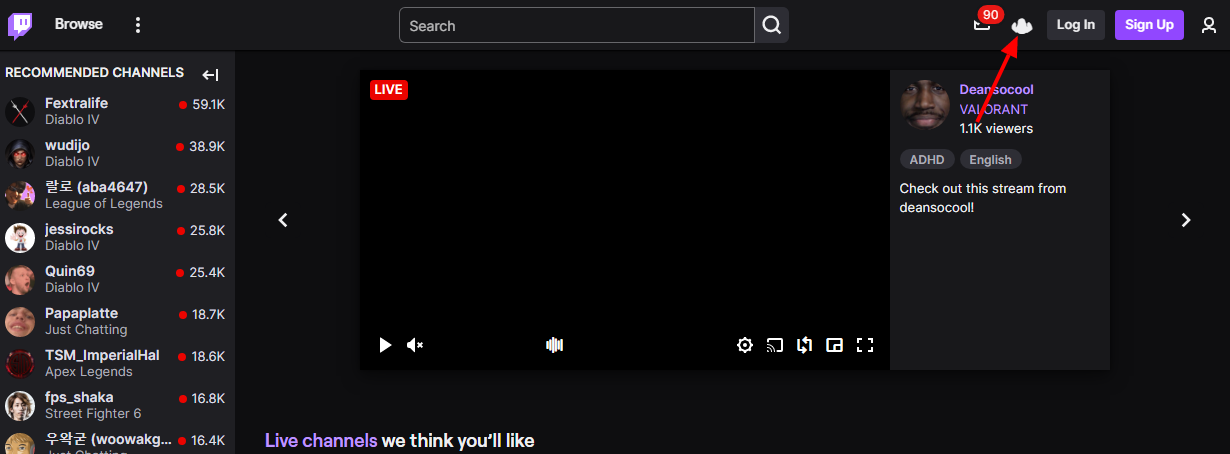 Browse
Search
90
Log In
Sign Up
RECOMMENDED CHANNELS
Fextralife
59.1K
Diablo IV
wudijo
38.9K
Diablo IV
랄로 (aba4647)
28.5K
League of Legends
jessirocks
25.8K
Diablo IV
Quin69
25.4K
Diablo IV
Papaplatte
18.7K
Just Chatting
TSM_ImperialHal
18.6K
Apex Legends
fps_shaka
16.8K
Street Fighter 6
우왁굳 (woowakg...
16.4K
Just Chatting
LIVE
Deansocool
VALORANT
1.1K viewers
ADHD
English
Check out this stream from
deansocool!
Live channels we think you’ll like